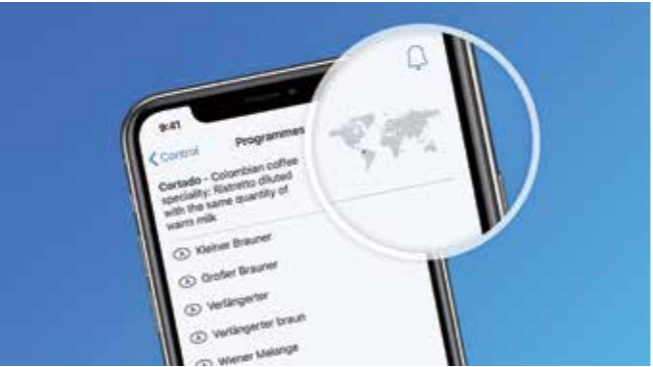 9:41
Control
Programmes
Cortado – Colombian coffee
speciality: Ristretto diluted
with the same quantity of
warm milk
Kleiner Brauner
Großer Brauner
Verlängerter
Verlängerter braun
Wiener Melange